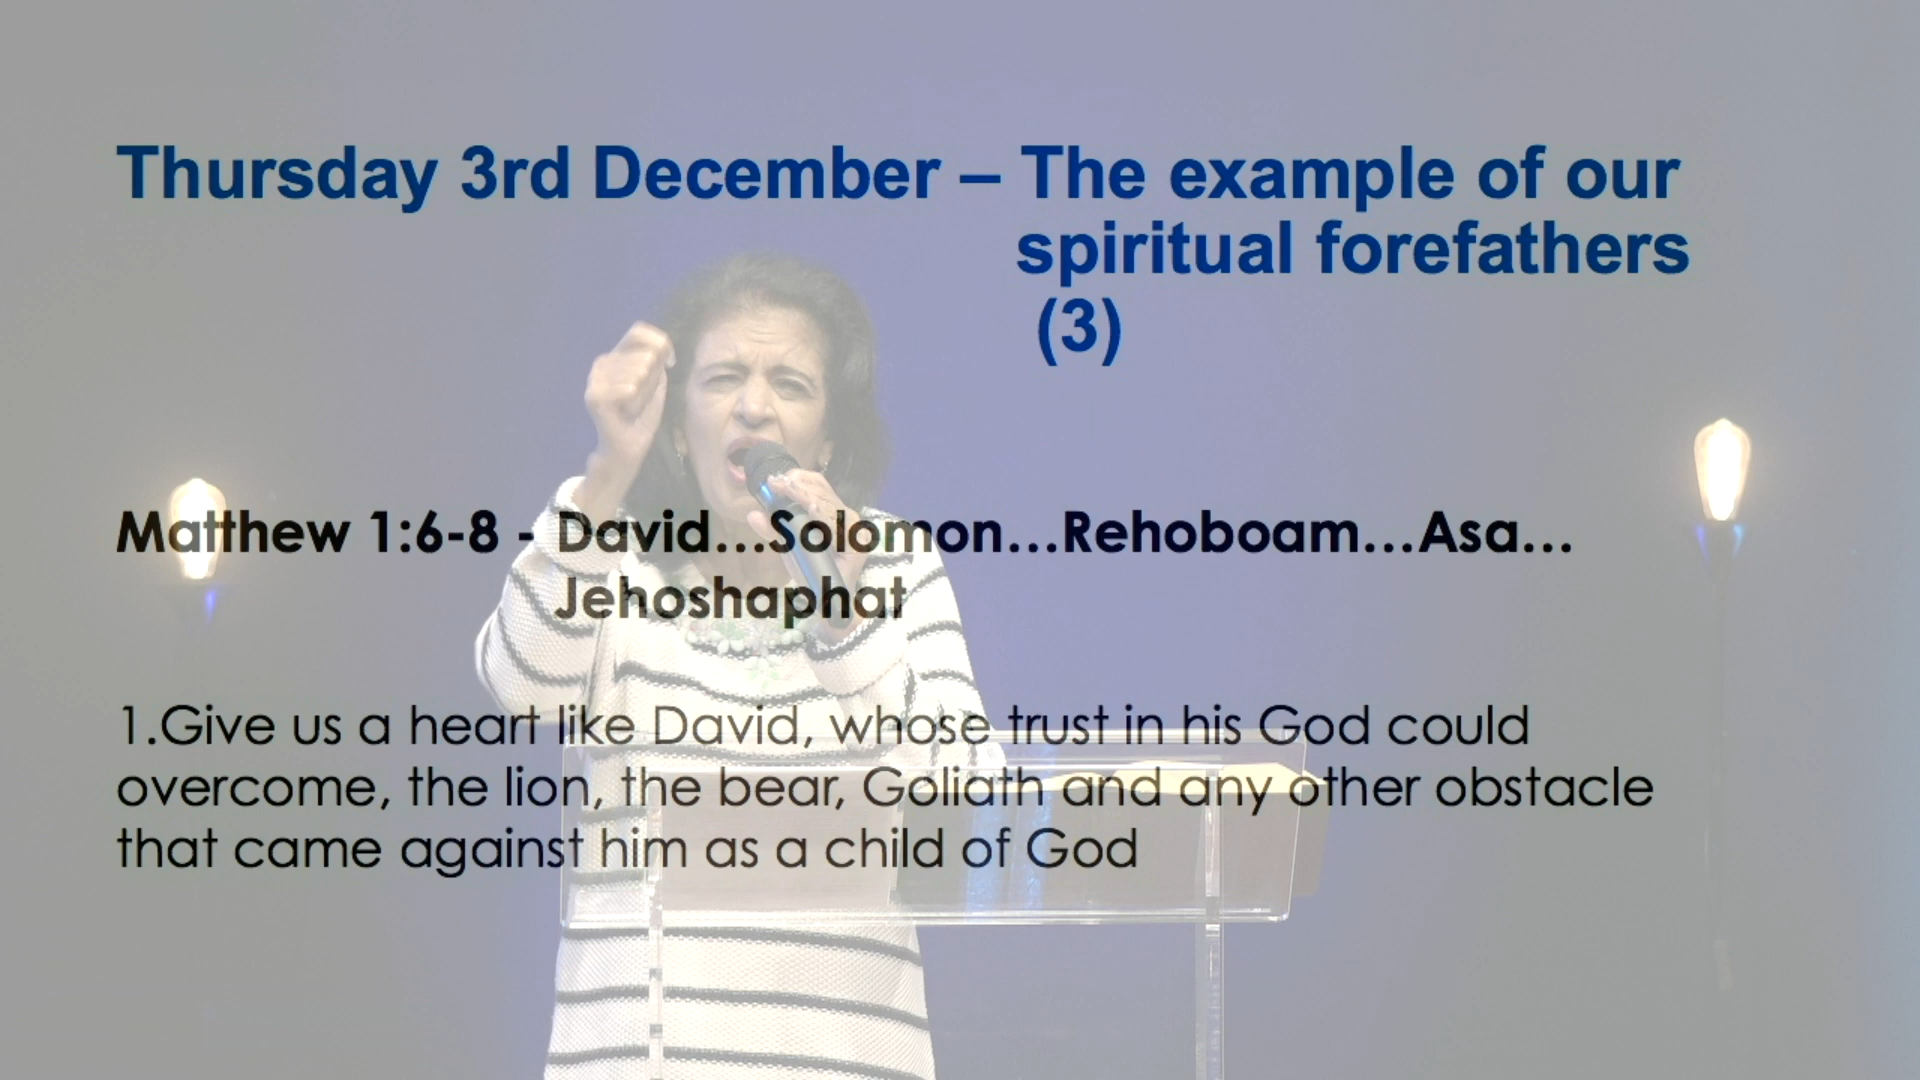 Thursday 3rd December – The example of our
spiritual forefathers
(3)
Matthew 1:6-8 - David...Solomon...Rehoboam...Asa...
Jehoshaphat
1.Give us a heart like David, whose trust in his God could
overcome, the lion, the bear, Goliath and any other obstacle
that came against him as a child of God